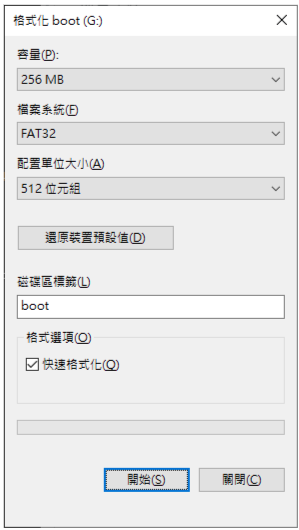 格式化 boot (G:)
容量(P):
256 MB
檔案系統(F)
FAT32
配置單位大小(A)
512 位元組
還原裝置預設值(D)
磁碟區標籤(L)
boot
格式選項(O)
快速格式化(Q)
開始(S)
關閉(C)